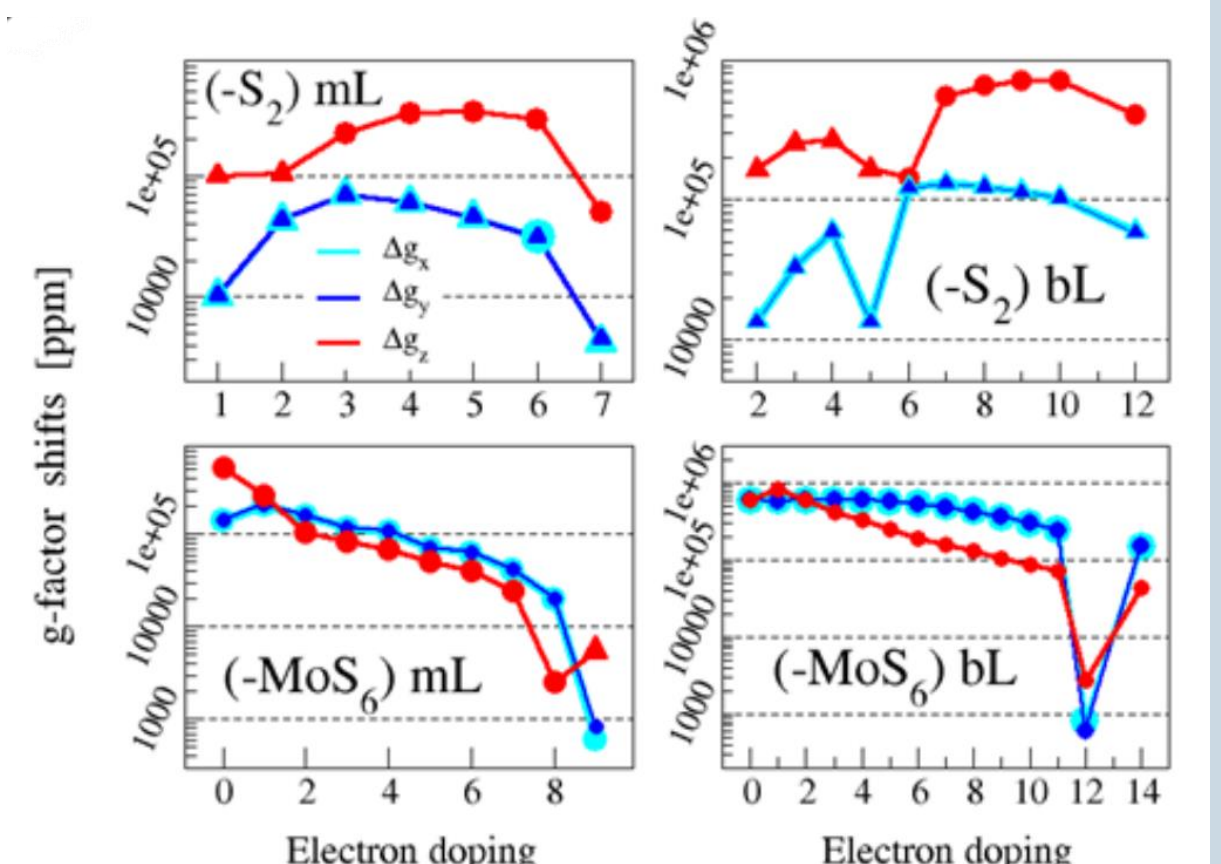 g-factor shifts [ppm]
(-S₂) mL
1e+05
10000
Δgₓ
Δgᵧ
Δg_z
1 2 3 4 5 6 7
1e+06
1e+05
10000
(-S₂) bL
2 4 6 8 10 12
1e+05
10000
1000
(-MoS₆) mL
0 2 4 6 8
Electron doping
1e+06
1e+05
10000
1000
(-MoS₆) bL
0 2 4 6 8 10 12 14
Electron doping